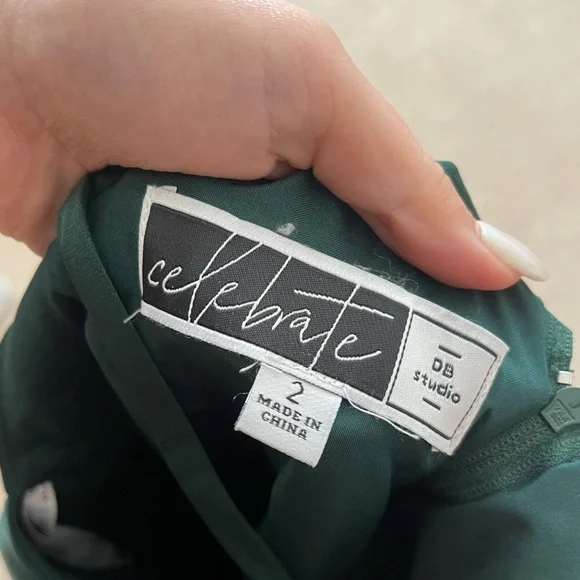 celebrate
DB
studio
2
MADE IN
CHINA